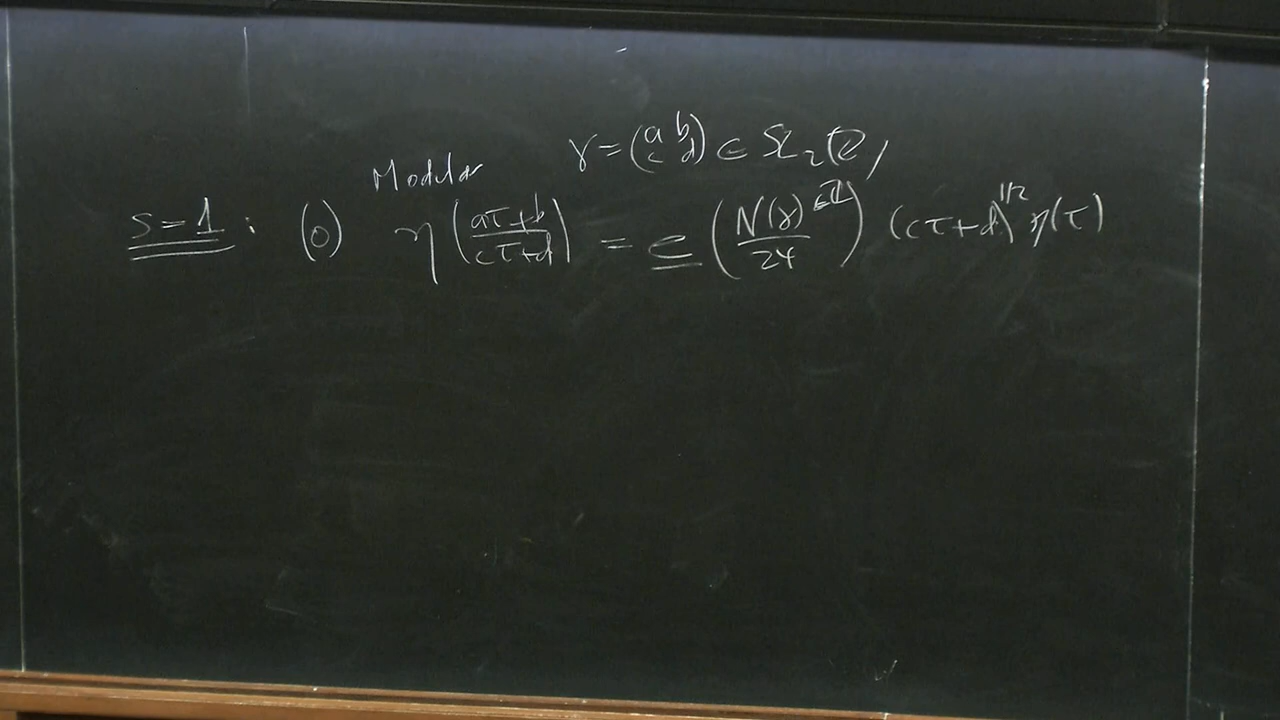 γ = (a b c d) ∈ SL₂(ℤ)
Modular
s = 1 : (0) η((aτ+b)/(cτ+d)) = e(N(γ)^{∈ℤ}/24) (cτ+d)^{1/2} η(τ)